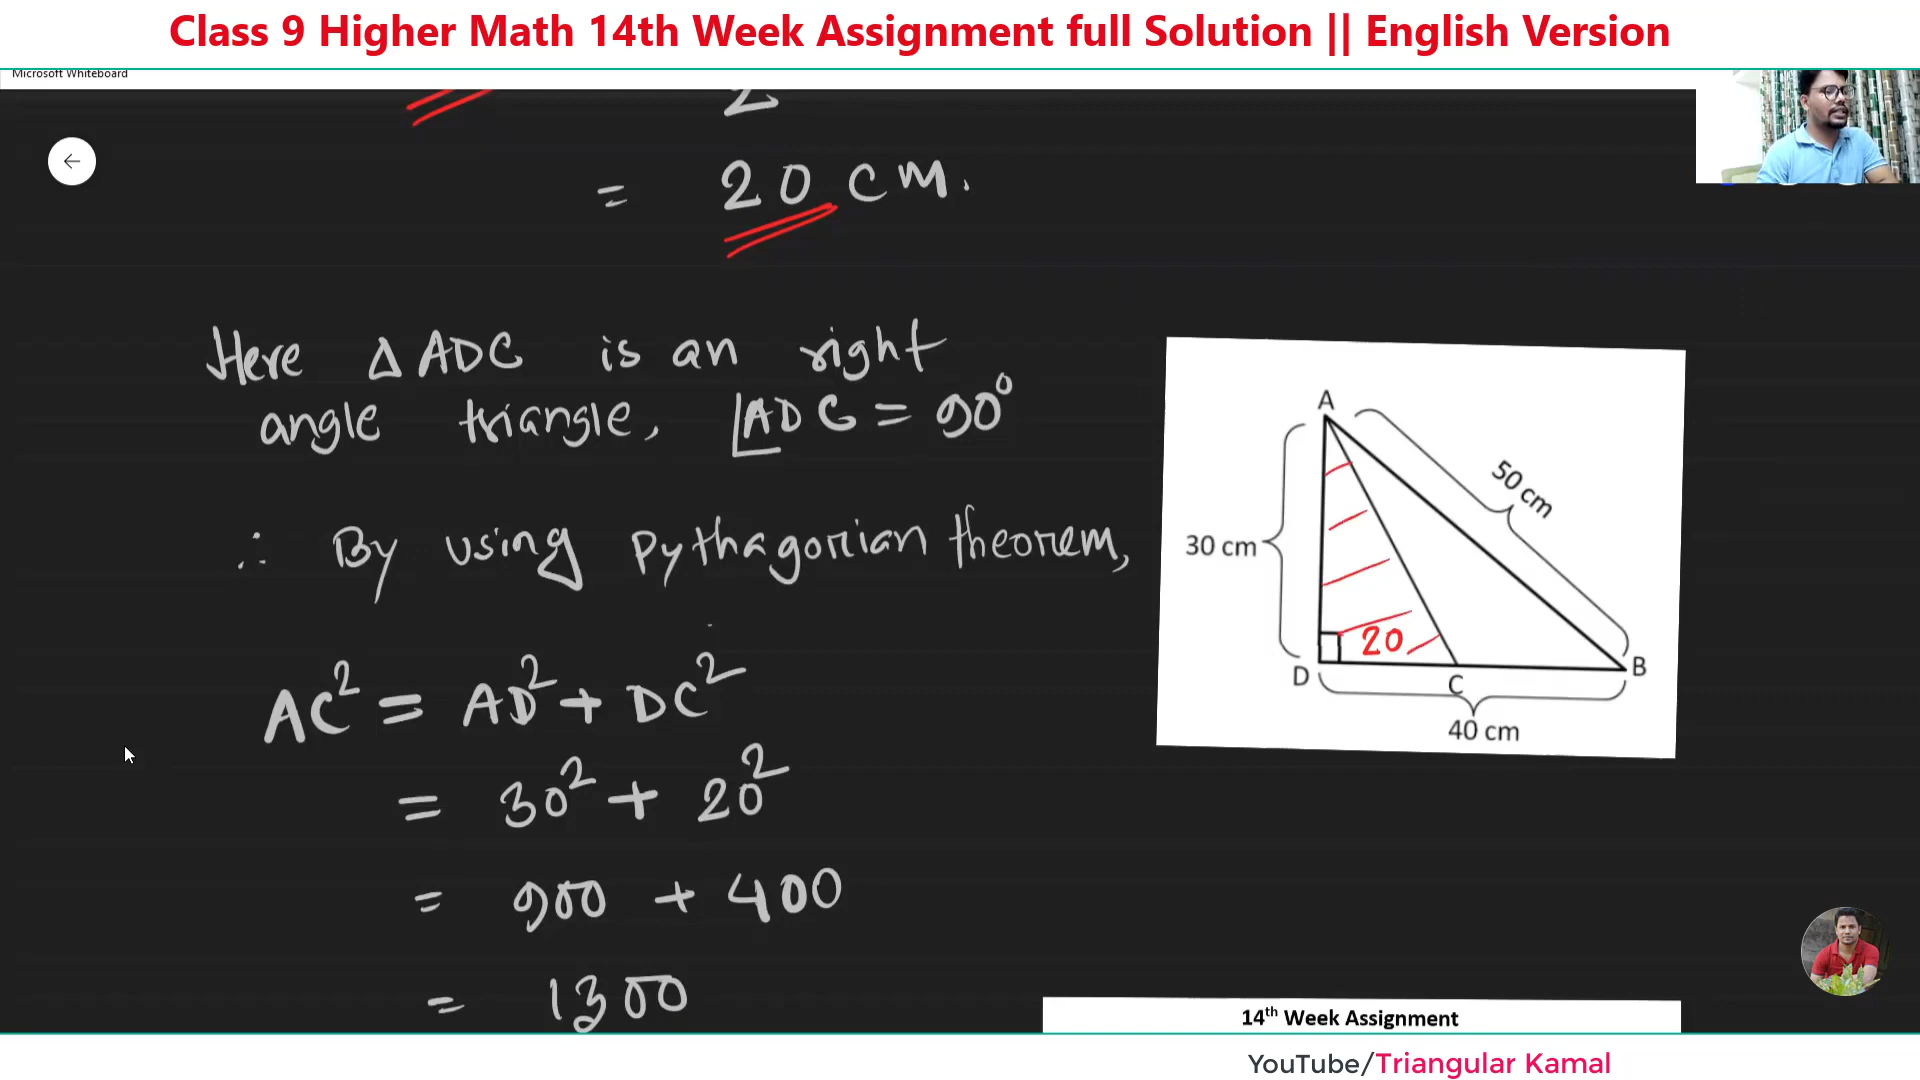 Class 9 Higher Math 14th Week Assignment full Solution || English Version
Microsoft Whiteboard
2
= 20 cm.
Here Δ ADC is an right
angle triangle, ∠ADC = 90°
∴ By using pythagorian theorem,
AC² = AD² + DC²
= 30² + 20²
= 900 + 400
= 1300
A
50 cm
30 cm
20
D
C
B
40 cm
14th Week Assignment
YouTube/Triangular Kamal